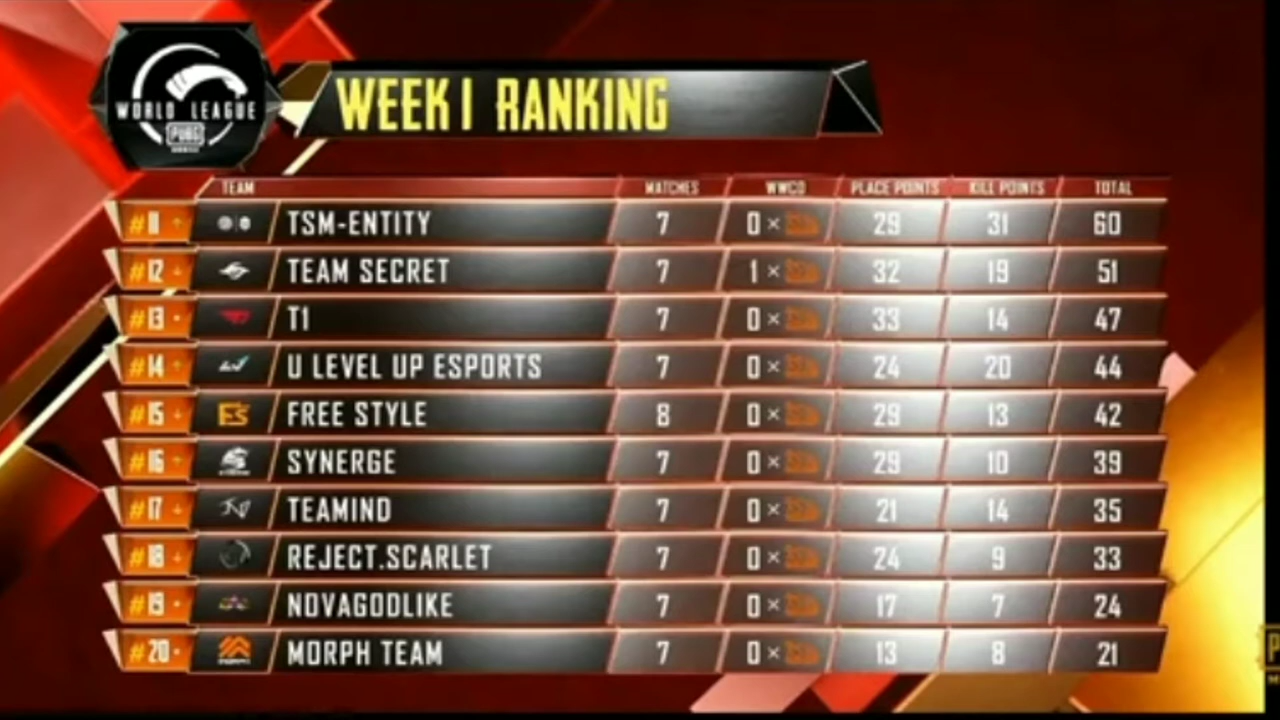 WORLD LEAGUE
PUBG
WEEK 1 RANKING
TEAM MATCHES WWCD PLACE POINTS KILL POINTS TOTAL
#11 TSM-ENTITY 7 0 × 29 31 60
#12 TEAM SECRET 7 1 × 32 19 51
#13 T1 7 0 × 33 14 47
#14 U LEVEL UP ESPORTS 7 0 × 24 20 44
#15 FS FREE STYLE 8 0 × 29 13 42
#16 SYNERGE 7 0 × 29 10 39
#17 TEAMIND 7 0 × 21 14 35
#18 REJECT.SCARLET 7 0 × 24 9 33
#19 NOVAGODLIKE 7 0 × 17 7 24
#20 MORPH TEAM 7 0 × 13 8 21